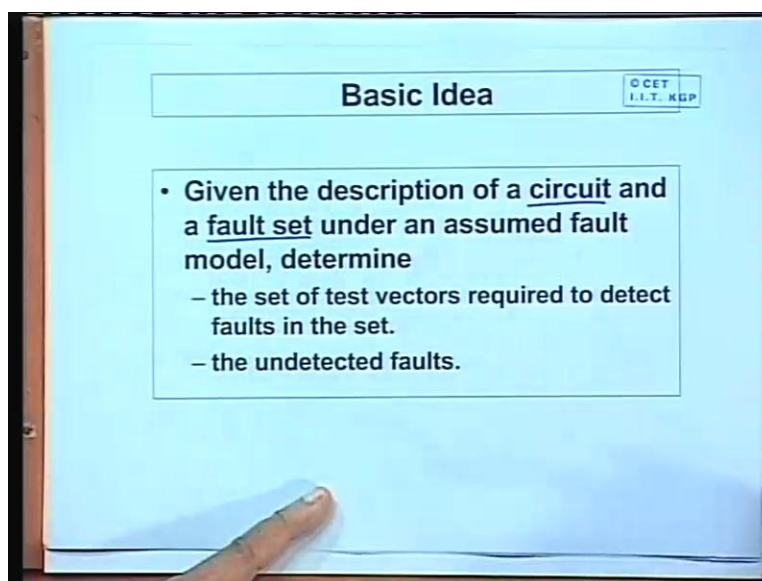 Basic Idea
© CET
I.I.T. KGP
• Given the description of a circuit and
a fault set under an assumed fault
model, determine
– the set of test vectors required to detect
faults in the set.
– the undetected faults.